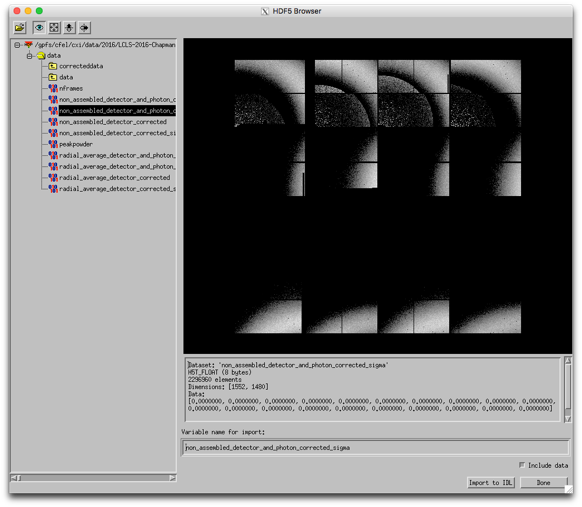 HDF5 Browser
/gpfs/cfel/cxi/data/2016/LCLS-2016-Chapman
data
correcteddata
data
nframes
non_assembled_detector_and_photon_c
non_assembled_detector_and_photon_c
non_assembled_detector_corrected
non_assembled_detector_corrected_si
peakpowder
radial_average_detector_and_photon_
radial_average_detector_and_photon_
radial_average_detector_corrected
radial_average_detector_corrected_s
Dataset: 'non_assembled_detector_and_photon_corrected_sigma'
H5T_FLOAT (8 bytes)
2296960 elements
Dimensions: [1552, 1480]
Data:
[0.0000000, 0.0000000, 0.0000000, 0.0000000, 0.0000000, 0.0000000, 0.0000000, 0.0000000, 0.0000000, 0.0000000,
0.0000000, 0.0000000, 0.0000000, 0.0000000, 0.0000000, 0.0000000, 0.0000000, 0.0000000, 0.0000000, 0.0000000]
Variable name for import:
non_assembled_detector_and_photon_corrected_sigma
Include data
Import to IDL
Done